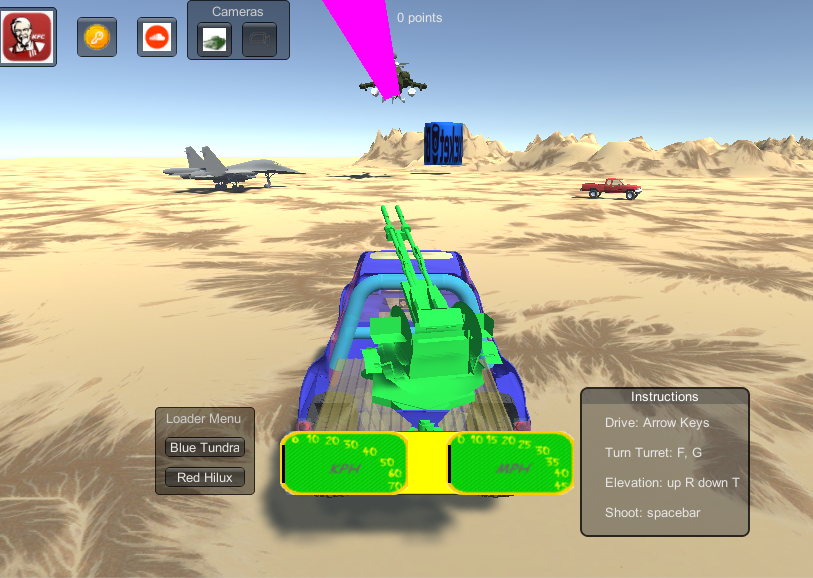 KFC
Cameras
0 points
Loader Menu
Blue Tundra
Red Hilux
0 10 20 30 40 50 60 70
KPH
0 10 15 20 25 30 35 40 45
MPH
Instructions
Drive: Arrow Keys
Turn Turret: F, G
Elevation: up R down T
Shoot: spacebar